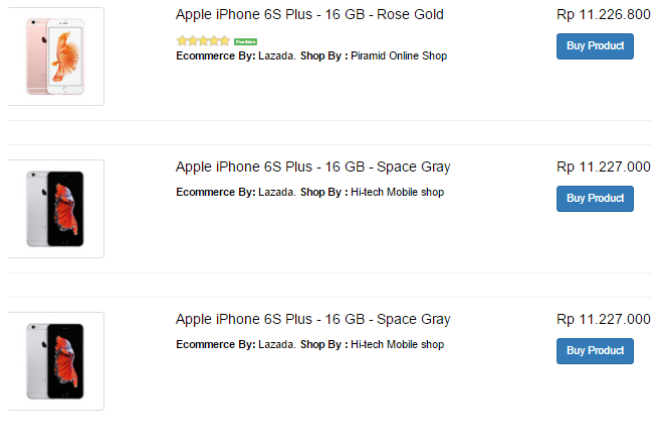 Apple iPhone 6S Plus - 16 GB - Rose Gold
Rp 11.226.800
Buy Product
Ecommerce By: Lazada. Shop By : Piramid Online Shop
Apple iPhone 6S Plus - 16 GB - Space Gray
Rp 11.227.000
Ecommerce By: Lazada. Shop By : Hi-tech Mobile shop
Buy Product
Apple iPhone 6S Plus - 16 GB - Space Gray
Rp 11.227.000
Ecommerce By: Lazada. Shop By : Hi-tech Mobile shop
Buy Product